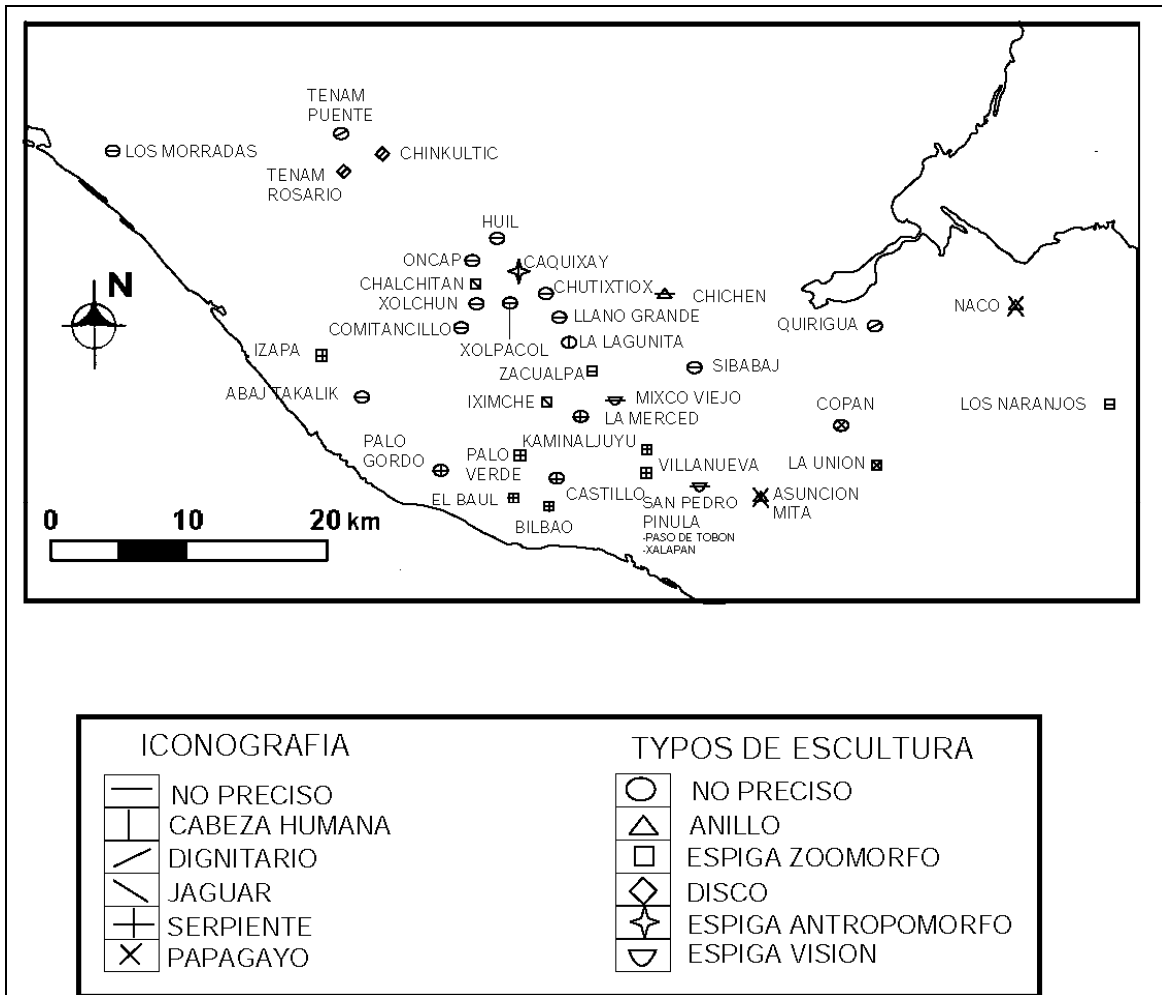 TENAM
PUENTE
LOS MORRADAS
CHINKULTIC
TENAM
ROSARIO
HUIL
ONCAP
CAQUIXAY
CHALCHITAN
CHUTIXTIOX
CHICHEN
XOLCHUN
NACO
COMITANCILLO
LLANO GRANDE
QUIRIGUA
N
IZAPA
XOLPACOL
LA LAGUNITA
ZACUALPA
SIBABAJ
ABAJ TAKALIK
IXIMCHE
MIXCO VIEJO
LA MERCED
COPAN
LOS NARANJOS
PALO
GORDO
PALO
VERDE
KAMINALJUYU
VILLANUEVA
LA UNION
EL BAUL
CASTILLO
BILBAO
SAN PEDRO
PINULA
-PASO DE TOBON
-XALAPAN
ASUNCION
MITA
0 10 20 km
ICONOGRAFIA
NO PRECISO
CABEZA HUMANA
DIGNITARIO
JAGUAR
SERPIENTE
PAPAGAYO
TYPOS DE ESCULTURA
NO PRECISO
ANILLO
ESPIGA ZOOMORFO
DISCO
ESPIGA ANTROPOMORFO
ESPIGA VISION